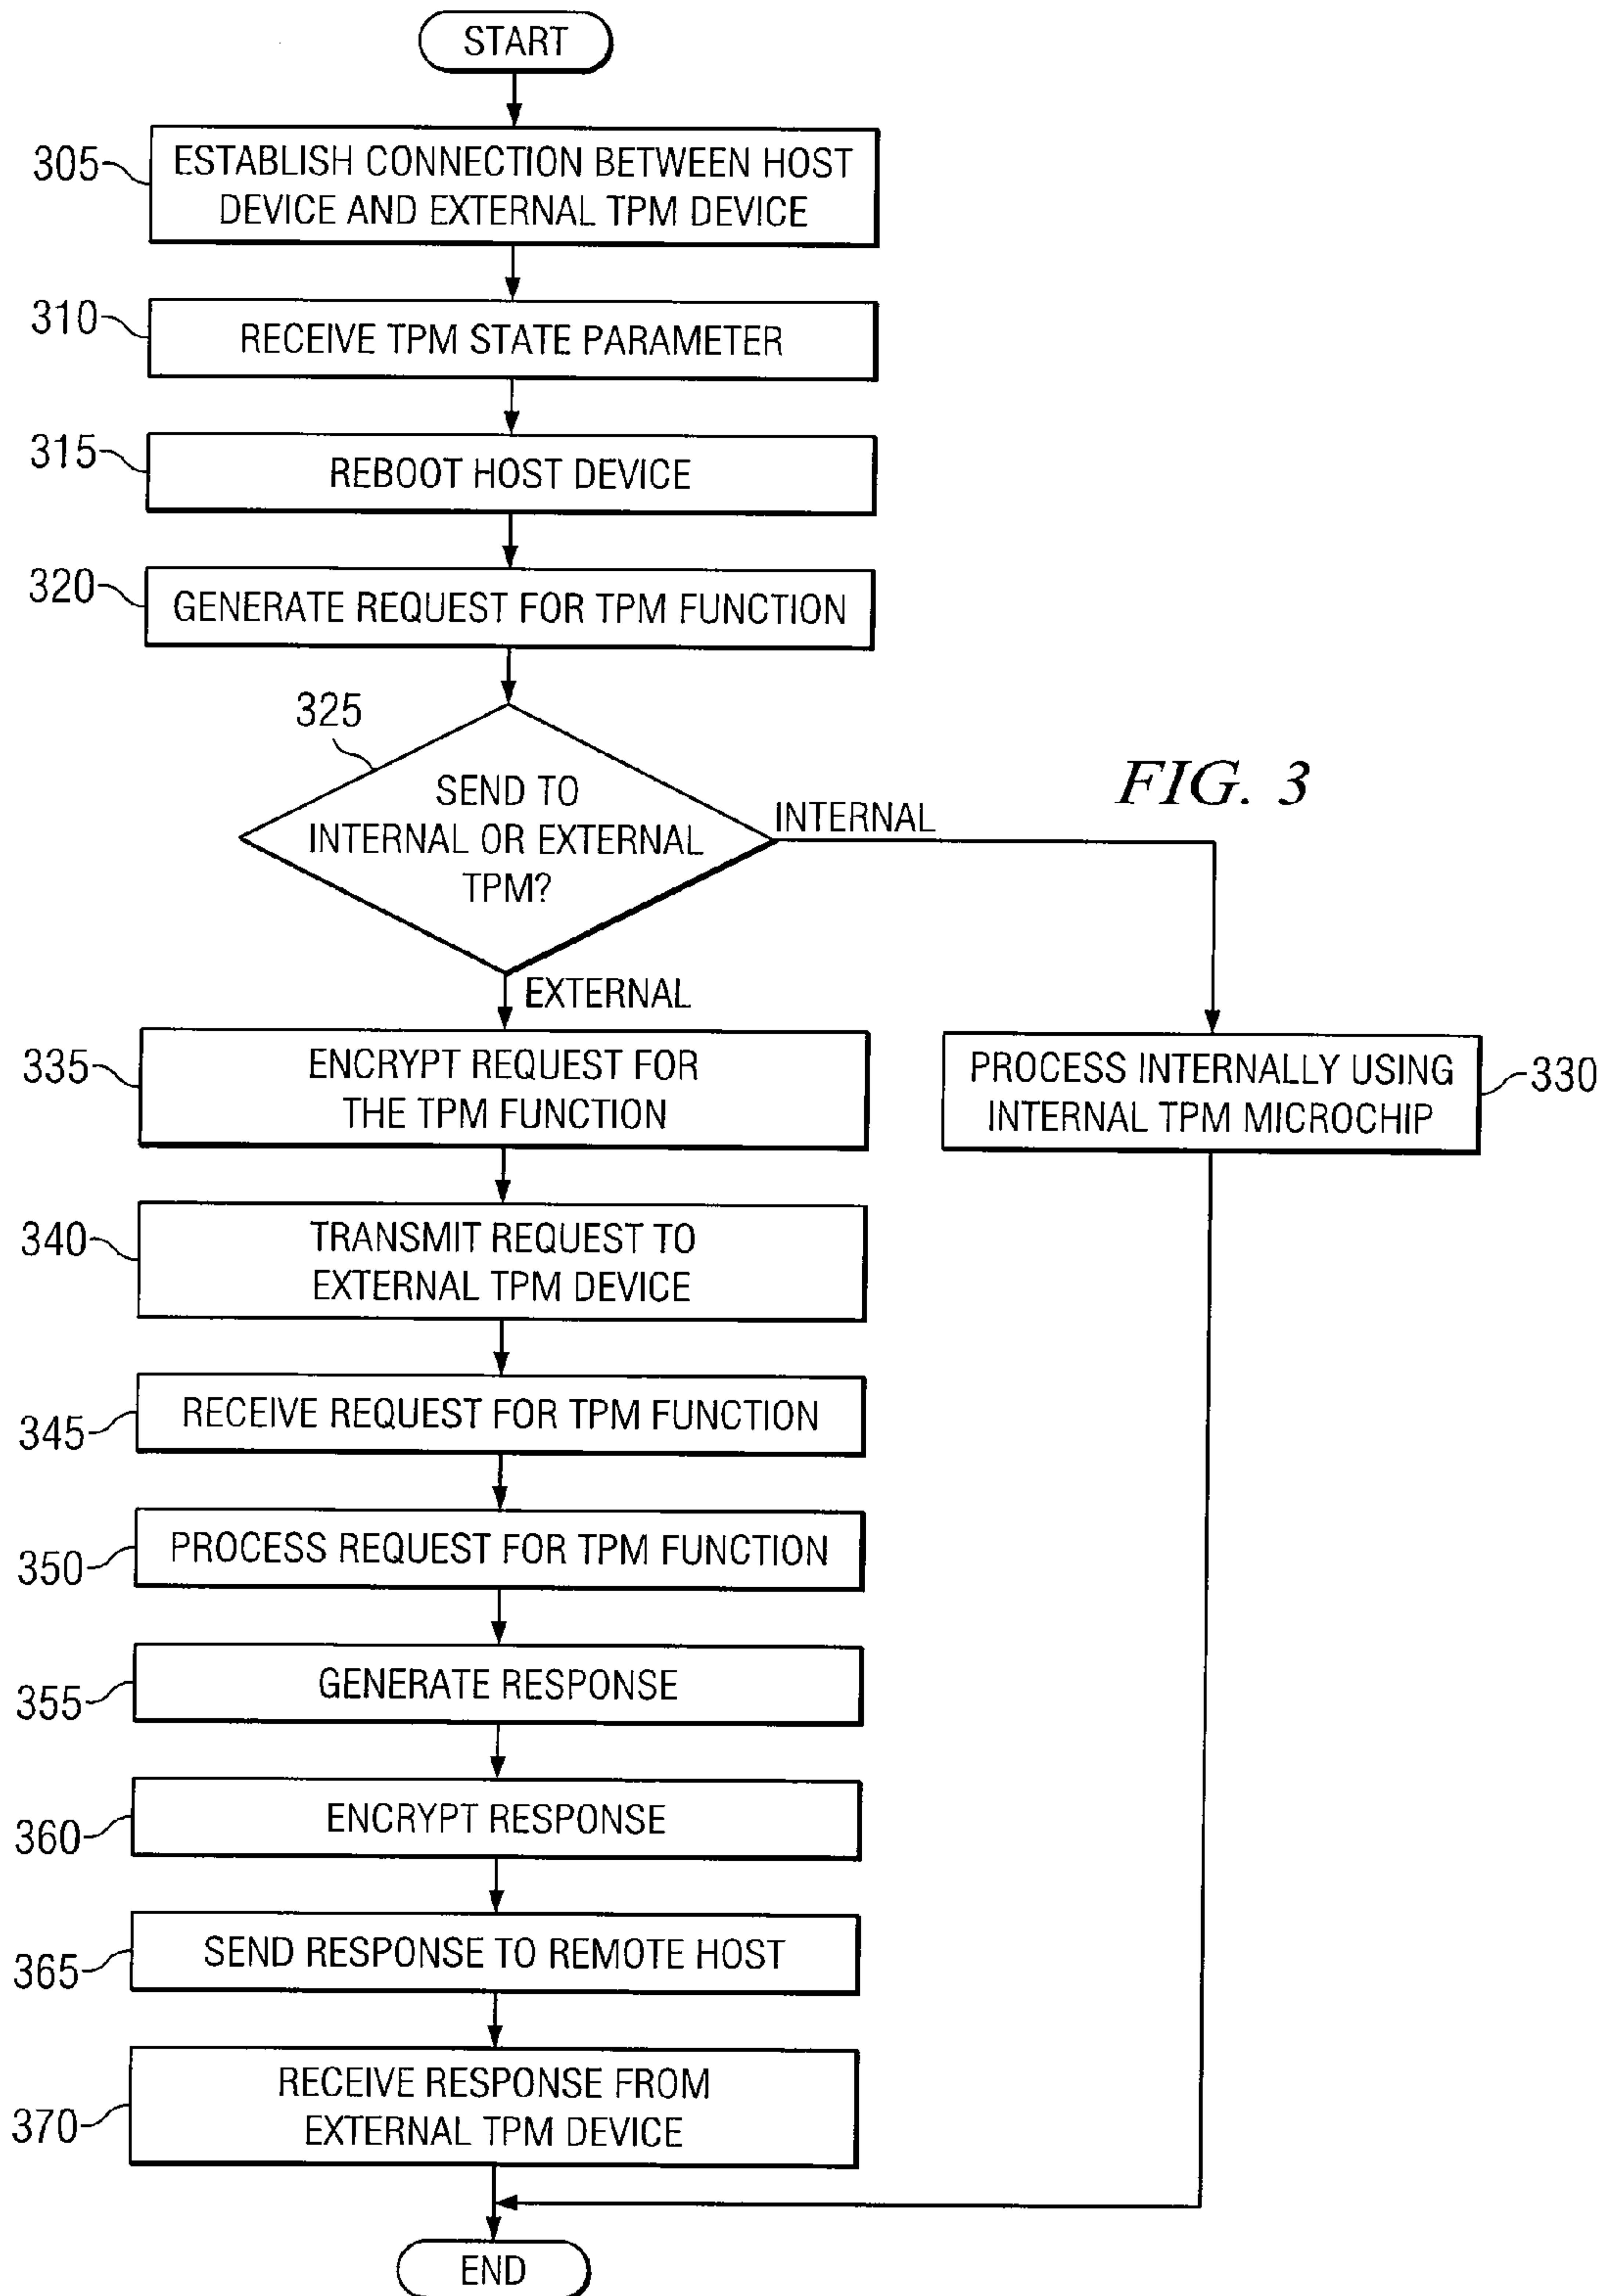 START
305
ESTABLISH CONNECTION BETWEEN HOST
DEVICE AND EXTERNAL TPM DEVICE
310
RECEIVE TPM STATE PARAMETER
315
REBOOT HOST DEVICE
320
GENERATE REQUEST FOR TPM FUNCTION
325
SEND TO
INTERNAL OR EXTERNAL
TPM?
INTERNAL
FIG. 3
EXTERNAL
335
ENCRYPT REQUEST FOR
THE TPM FUNCTION
PROCESS INTERNALLY USING
INTERNAL TPM MICROCHIP
330
340
TRANSMIT REQUEST TO
EXTERNAL TPM DEVICE
345
RECEIVE REQUEST FOR TPM FUNCTION
350
PROCESS REQUEST FOR TPM FUNCTION
355
GENERATE RESPONSE
360
ENCRYPT RESPONSE
365
SEND RESPONSE TO REMOTE HOST
370
RECEIVE RESPONSE FROM
EXTERNAL TPM DEVICE
END